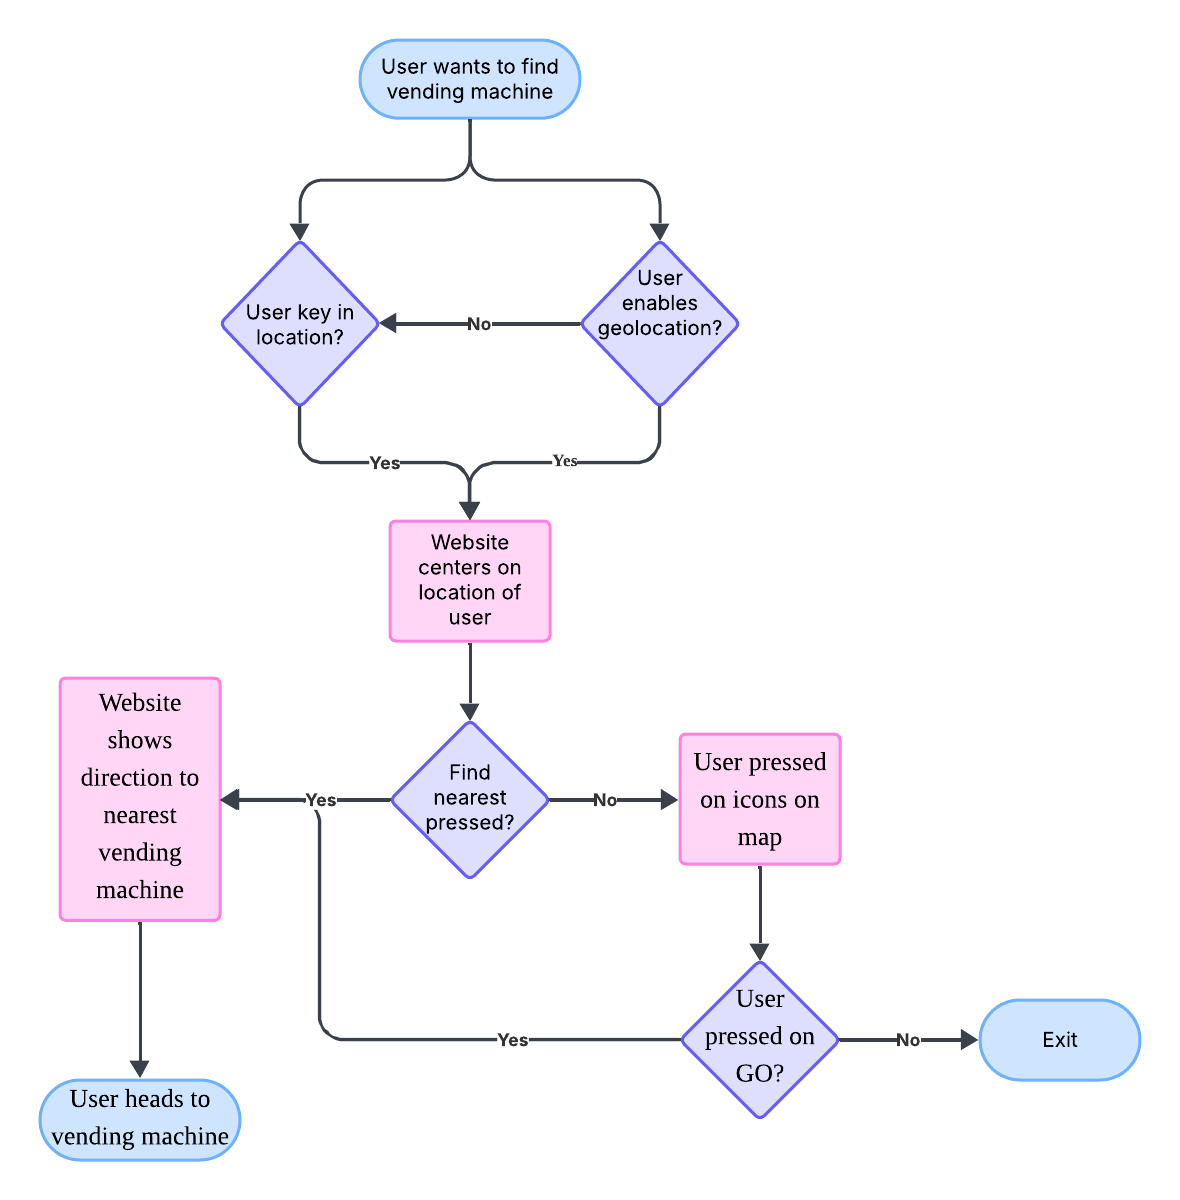 User wants to find
vending machine
User key in
location?
No
User
enables
geolocation?
Yes
Yes
Website
centers on
location of
user
Website
shows
direction to
nearest
vending
machine
Yes
Find
nearest
pressed?
No
User pressed
on icons on
map
Yes
User
pressed on
GO?
No
Exit
User heads to
vending machine